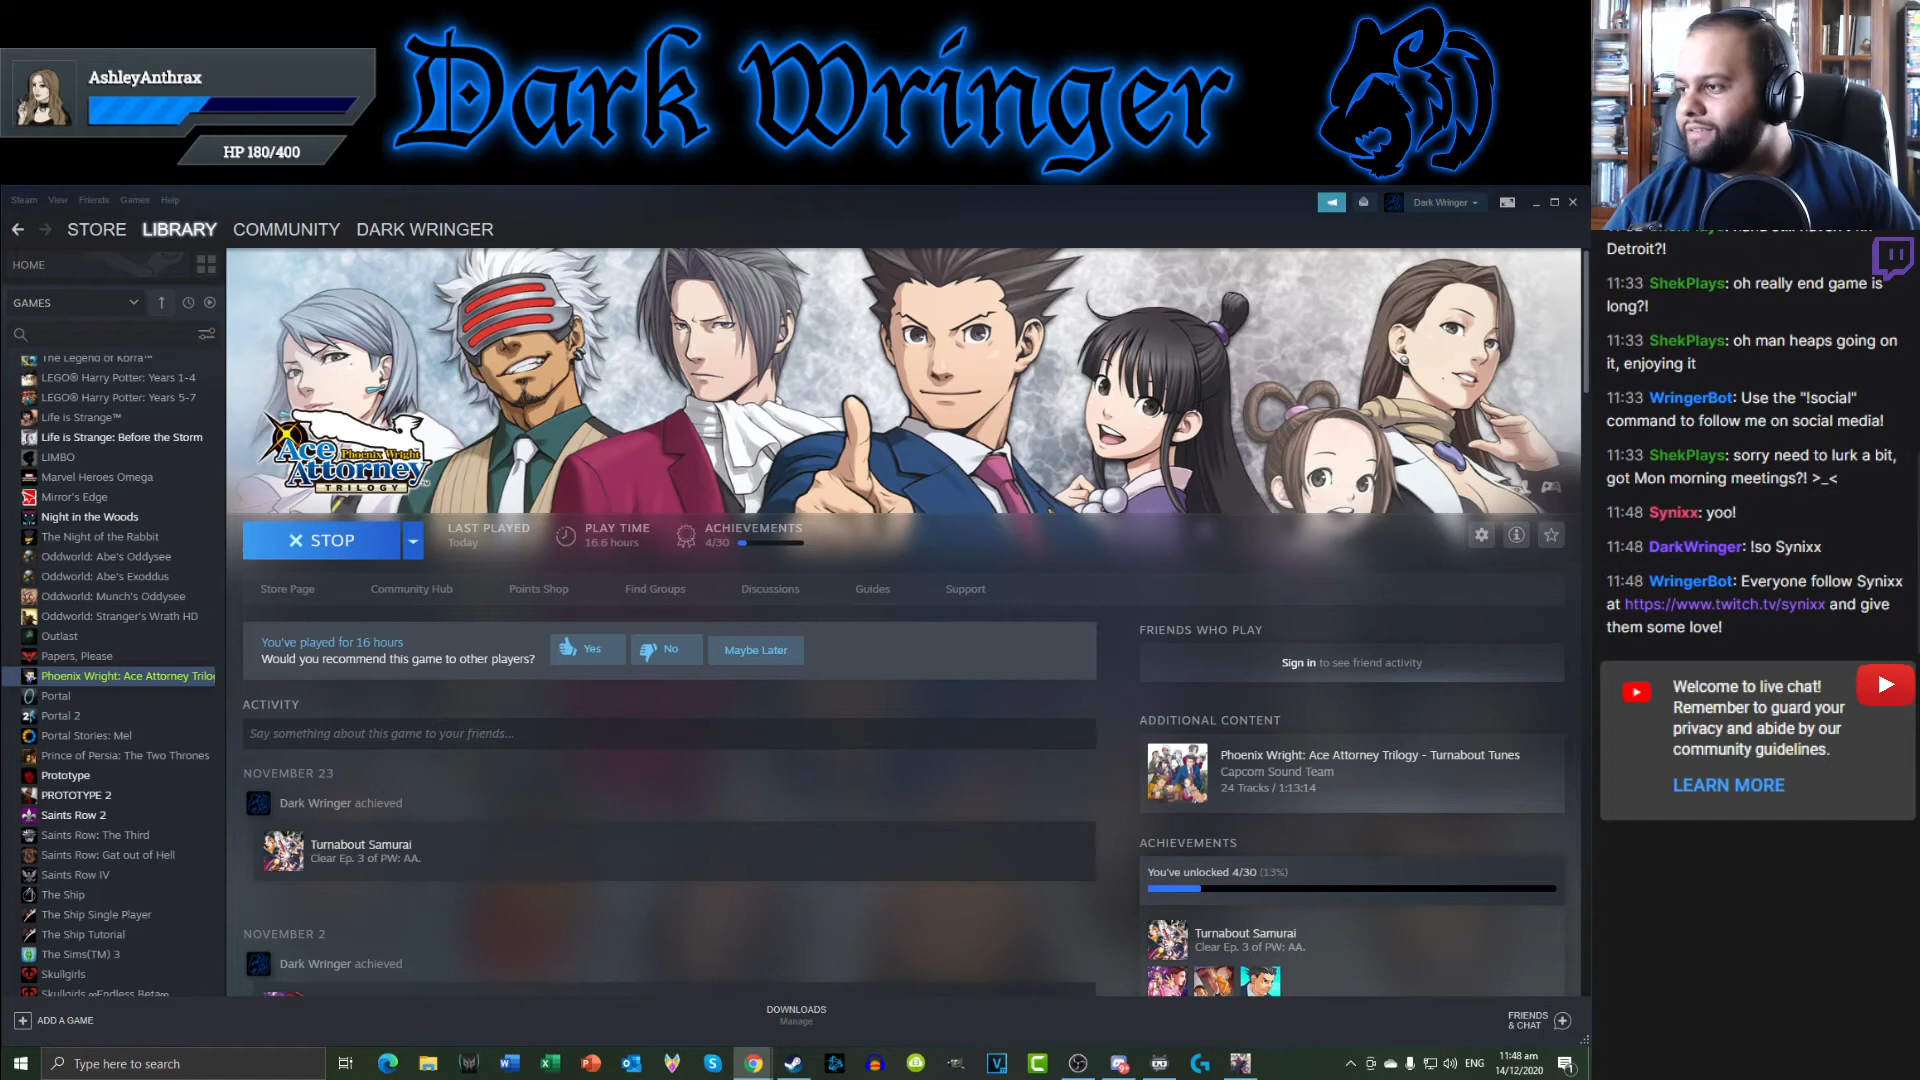 AshleyAnthrax
HP 180/400
Dark Wringer
Steam View Friends Games Help
Dark Wringer
STORE LIBRARY COMMUNITY DARK WRINGER
HOME
GAMES
The Legend of Korra™
LEGO® Harry Potter: Years 1-4
LEGO® Harry Potter: Years 5-7
Life is Strange™
Life is Strange: Before the Storm
LIMBO
Marvel Heroes Omega
Mirror's Edge
Night in the Woods
The Night of the Rabbit
Oddworld: Abe's Oddysee
Oddworld: Abe's Exoddus
Oddworld: Munch's Oddysee
Oddworld: Stranger's Wrath HD
Outlast
Papers, Please
Phoenix Wright: Ace Attorney Trilo
Portal
Portal 2
Portal Stories: Mel
Prince of Persia: The Two Thrones
Prototype
PROTOTYPE 2
Saints Row 2
Saints Row: The Third
Saints Row: Gat out of Hell
Saints Row IV
The Ship
The Ship Single Player
The Ship Tutorial
The Sims(TM) 3
Skullgirls
Skullgirls ∞Endless Beta∞
ADD A GAME
Phoenix Wright
Ace Attorney
TRILOGY
STOP
LAST PLAYED
Today
PLAY TIME
16.6 hours
ACHIEVEMENTS
4/30
Store Page Community Hub Points Shop Find Groups Discussions Guides Support
You've played for 16 hours
Would you recommend this game to other players?
Yes No Maybe Later
ACTIVITY
Say something about this game to your friends...
NOVEMBER 23
Dark Wringer achieved
Turnabout Samurai
Clear Ep. 3 of PW: AA.
NOVEMBER 2
Dark Wringer achieved
FRIENDS WHO PLAY
Sign in to see friend activity
ADDITIONAL CONTENT
Phoenix Wright: Ace Attorney Trilogy - Turnabout Tunes
Capcom Sound Team
24 Tracks / 1:13:14
ACHIEVEMENTS
You've unlocked 4/30 (13%)
Turnabout Samurai
Clear Ep. 3 of PW: AA.
DOWNLOADS
Manage
FRIENDS
& CHAT
Detroit?!
11:33 ShekPlays: oh really end game is
long?!
11:33 ShekPlays: oh man heaps going on
it, enjoying it
11:33 WringerBot: Use the "!social"
command to follow me on social media!
11:33 ShekPlays: sorry need to lurk a bit,
got Mon morning meetings?! >_<
11:48 Synixx: yoo!
11:48 DarkWringer: !so Synixx
11:48 WringerBot: Everyone follow Synixx
at https://www.twitch.tv/synixx and give
them some love!
Welcome to live chat!
Remember to guard your
privacy and abide by our
community guidelines.
LEARN MORE
Type here to search
ENG
11:48 am
14/12/2020